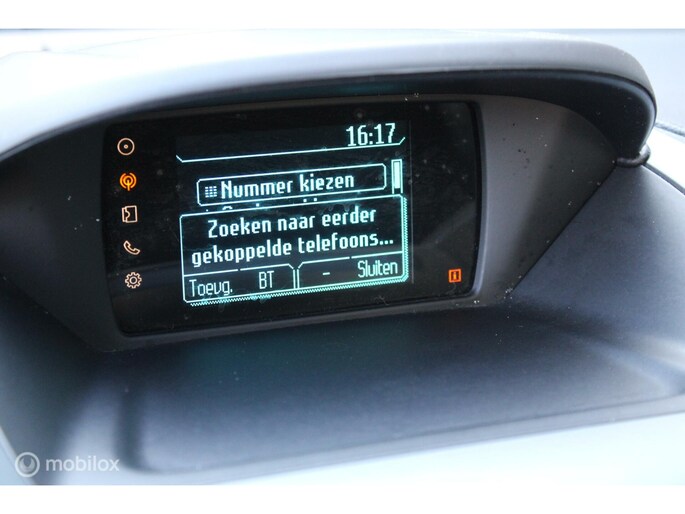 16:17
Nummer kiezen
Zoeken naar eerder
gekoppelde telefoons...
Toevg. BT - Sluiten
mobilox